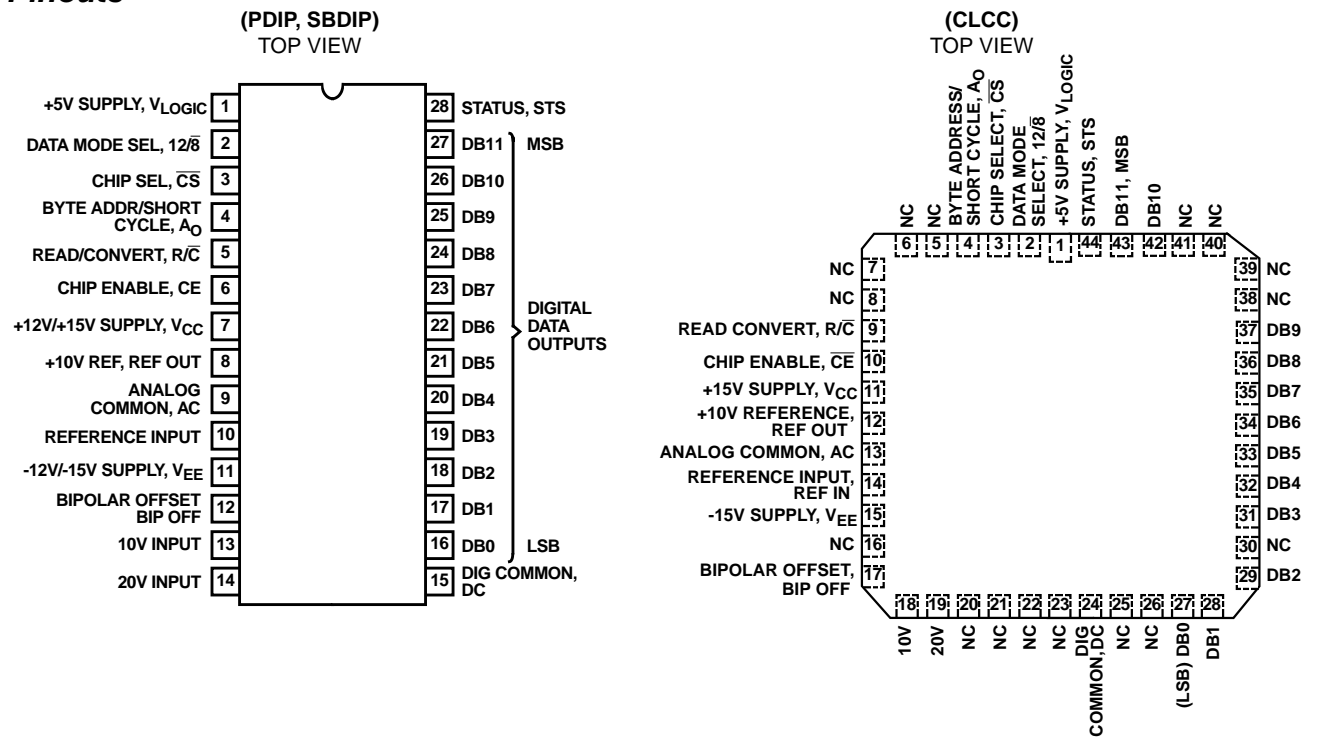 Pinouts
(PDIP, SBDIP)
TOP VIEW
+5V SUPPLY, VLOGIC 1
DATA MODE SEL, 12/8̅ 2
CHIP SEL, C̅S̅ 3
BYTE ADDR/SHORT
CYCLE, AO 4
READ/CONVERT, R/C̅ 5
CHIP ENABLE, CE 6
+12V/+15V SUPPLY, VCC 7
+10V REF, REF OUT 8
ANALOG
COMMON, AC 9
REFERENCE INPUT 10
-12V/-15V SUPPLY, VEE 11
BIPOLAR OFFSET
BIP OFF 12
10V INPUT 13
20V INPUT 14
28 STATUS, STS
27 DB11 MSB
26 DB10
25 DB9
24 DB8
23 DB7
22 DB6
21 DB5
20 DB4
19 DB3
18 DB2
17 DB1
16 DB0 LSB
15 DIG COMMON,
DC
DIGITAL
DATA
OUTPUTS
(CLCC)
TOP VIEW
NC 6
NC 5
BYTE ADDRESS/
SHORT CYCLE, AO 4
CHIP SELECT, C̅S̅ 3
DATA MODE
SELECT, 12/8̅ 2
+5V SUPPLY, VLOGIC 1
STATUS, STS 44
DB11, MSB 43
DB10 42
NC 41
NC 40
NC 7
NC 8
READ CONVERT, R/C̅ 9
CHIP ENABLE, C̅E̅ 10
+15V SUPPLY, VCC 11
+10V REFERENCE,
REF OUT 12
ANALOG COMMON, AC 13
REFERENCE INPUT,
REF IN 14
-15V SUPPLY, VEE 15
NC 16
BIPOLAR OFFSET,
BIP OFF 17
39 NC
38 NC
37 DB9
36 DB8
35 DB7
34 DB6
33 DB5
32 DB4
31 DB3
30 NC
29 DB2
18 10V
19 20V
20 NC
21 NC
22 NC
23 NC
24 DIG
COMMON,DC
25 NC
26 NC
27 (LSB) DB0
28 DB1